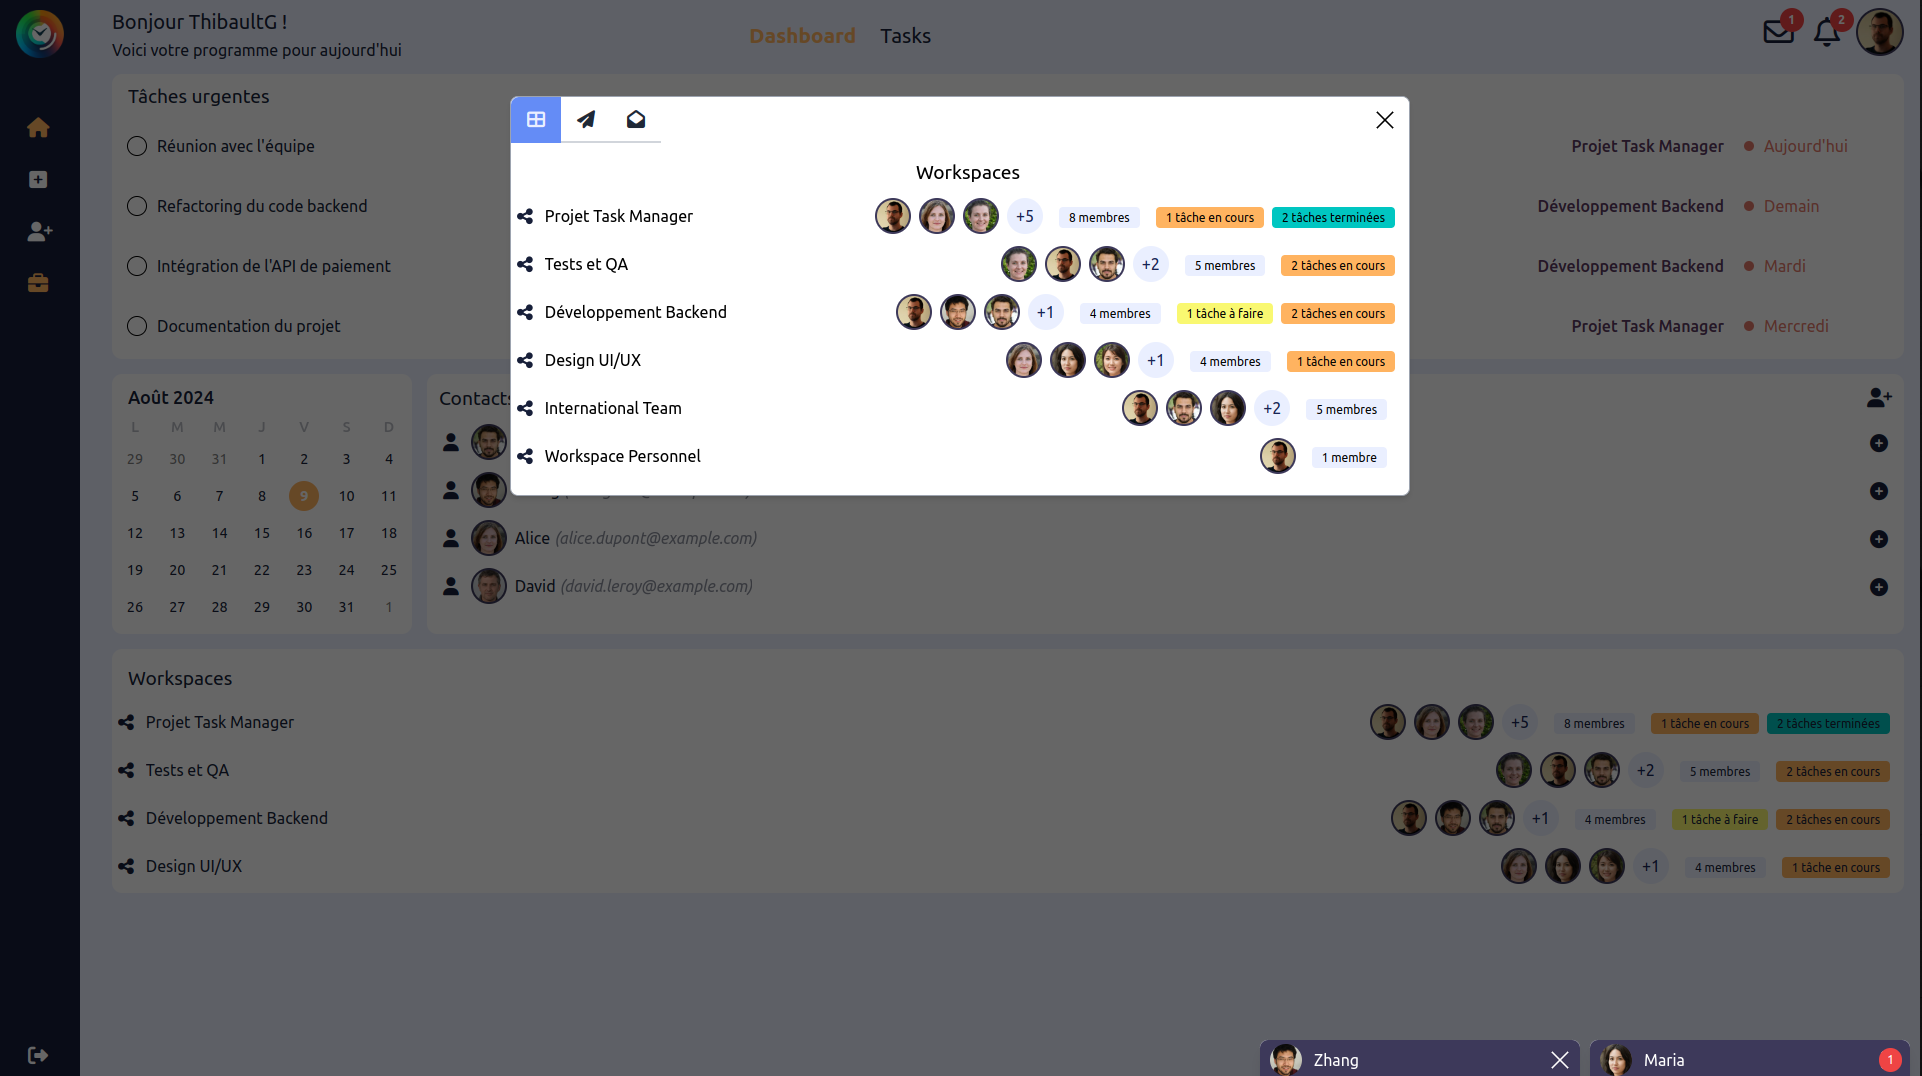 Bonjour ThibaultG !
Voici votre programme pour aujourd'hui
Dashboard Tasks
1 2
Tâches urgentes
Réunion avec l'équipe Projet Task Manager Aujourd'hui
Refactoring du code backend Développement Backend Demain
Intégration de l'API de paiement Développement Backend Mardi
Documentation du projet Projet Task Manager Mercredi
Workspaces
Projet Task Manager +5 8 membres 1 tâche en cours 2 tâches terminées
Tests et QA +2 5 membres 2 tâches en cours
Développement Backend +1 4 membres 1 tâche à faire 2 tâches en cours
Design UI/UX +1 4 membres 1 tâche en cours
International Team +2 5 membres
Workspace Personnel 1 membre
Août 2024
L M M J V S D
29 30 31 1 2 3 4
5 6 7 8 9 10 11
12 13 14 15 16 17 18
19 20 21 22 23 24 25
26 27 28 29 30 31 1
Contacts
Alice (alice.dupont@example.com)
David (david.leroy@example.com)
Workspaces
Projet Task Manager +5 8 membres 1 tâche en cours 2 tâches terminées
Tests et QA +2 5 membres 2 tâches en cours
Développement Backend +1 4 membres 1 tâche à faire 2 tâches en cours
Design UI/UX +1 4 membres 1 tâche en cours
Zhang
Maria 1